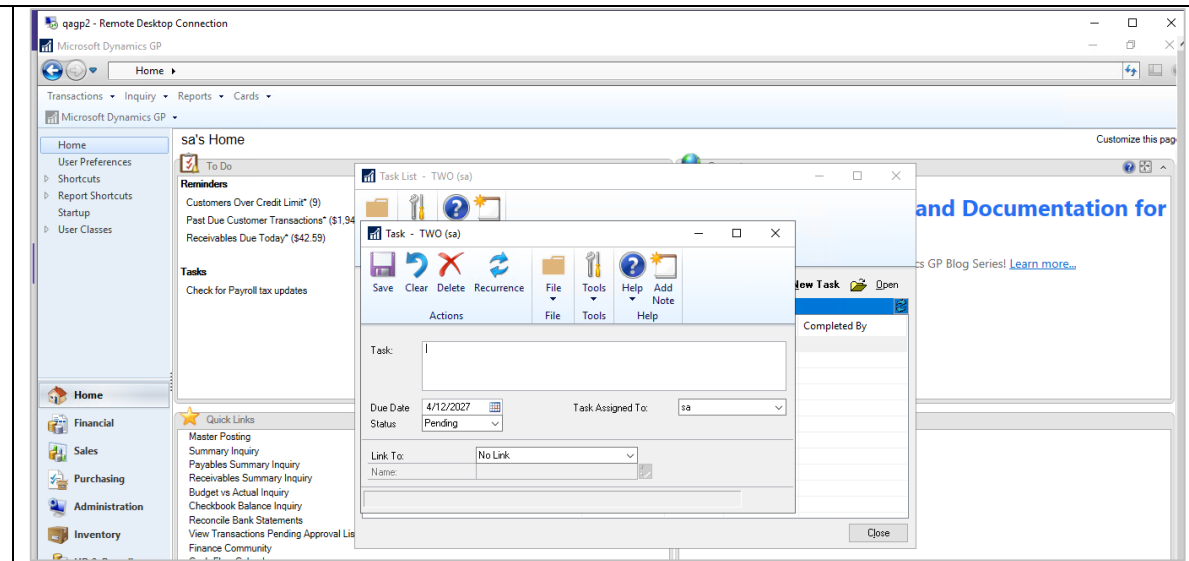 qagp2 - Remote Desktop Connection
Microsoft Dynamics GP
Home
Transactions Inquiry Reports Cards
Microsoft Dynamics GP
Home
User Preferences
Shortcuts
Report Shortcuts
Startup
User Classes
Home
Financial
Sales
Purchasing
Administration
Inventory
sa's Home
Customize this pag
To Do
Reminders
Customers Over Credit Limit* (9)
Past Due Customer Transactions* ($1,94
Receivables Due Today* ($42.59)
Tasks
Check for Payroll tax updates
Quick Links
Master Posting
Summary Inquiry
Payables Summary Inquiry
Receivables Summary Inquiry
Budget vs Actual Inquiry
Checkbook Balance Inquiry
Reconcile Bank Statements
View Transactions Pending Approval Lis
Finance Community
Task List - TWO (sa)
New Task Open
Completed By
Close
Task - TWO (sa)
Save Clear Delete Recurrence File Tools Help Add Note
Actions File Tools Help
Task:
Due Date 4/12/2027 Task Assigned To: sa
Status Pending
Link To: No Link
Name:
and Documentation for
cs GP Blog Series! Learn more...